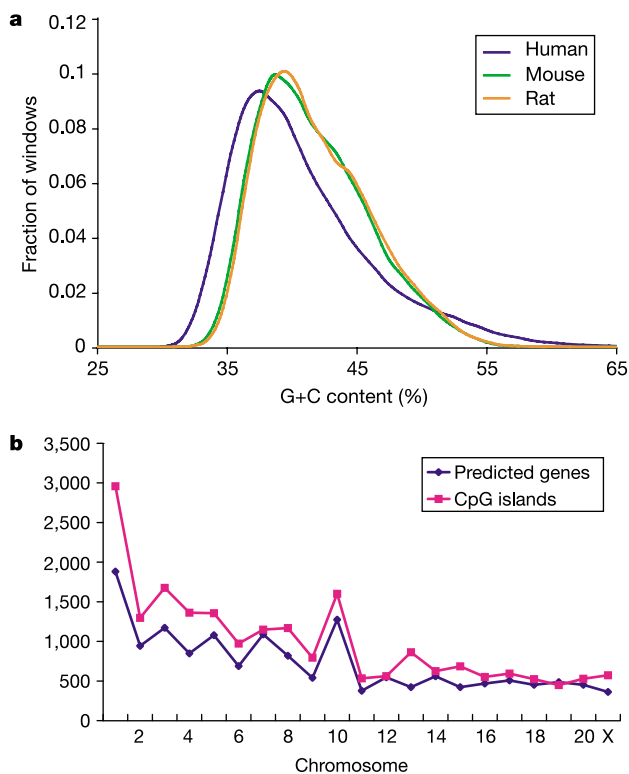 a
0.12
0.1
0.08
0.06
0.04
0.02
0
Fraction of windows
Human
Mouse
Rat
25 35 45 55 65
G+C content (%)
b
3,500
3,000
2,500
2,000
1,500
1,000
500
0
Predicted genes
CpG islands
2 4 6 8 10 12 14 16 18 20 X
Chromosome